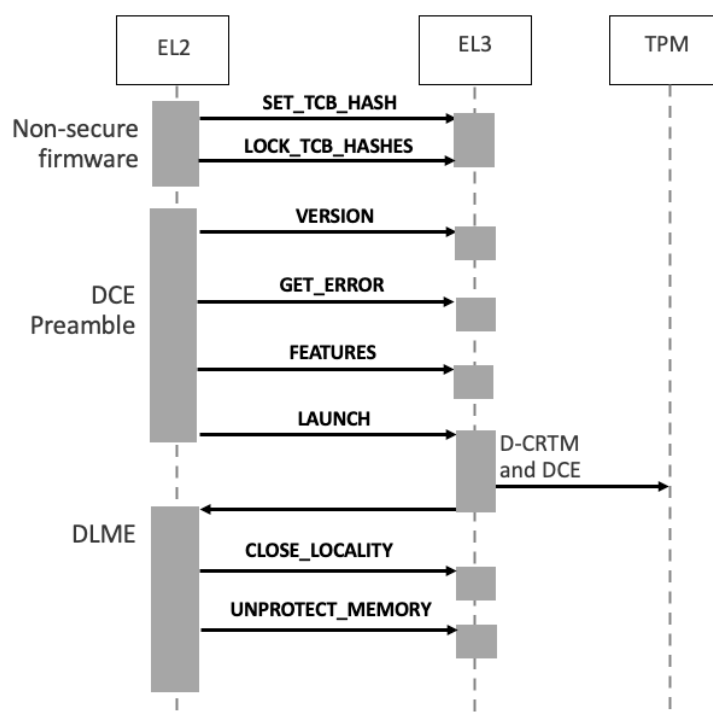 EL2
EL3
TPM
Non-secure
firmware
SET_TCB_HASH
LOCK_TCB_HASHES
DCE
Preamble
VERSION
GET_ERROR
FEATURES
LAUNCH
D-CRTM
and DCE
DLME
CLOSE_LOCALITY
UNPROTECT_MEMORY